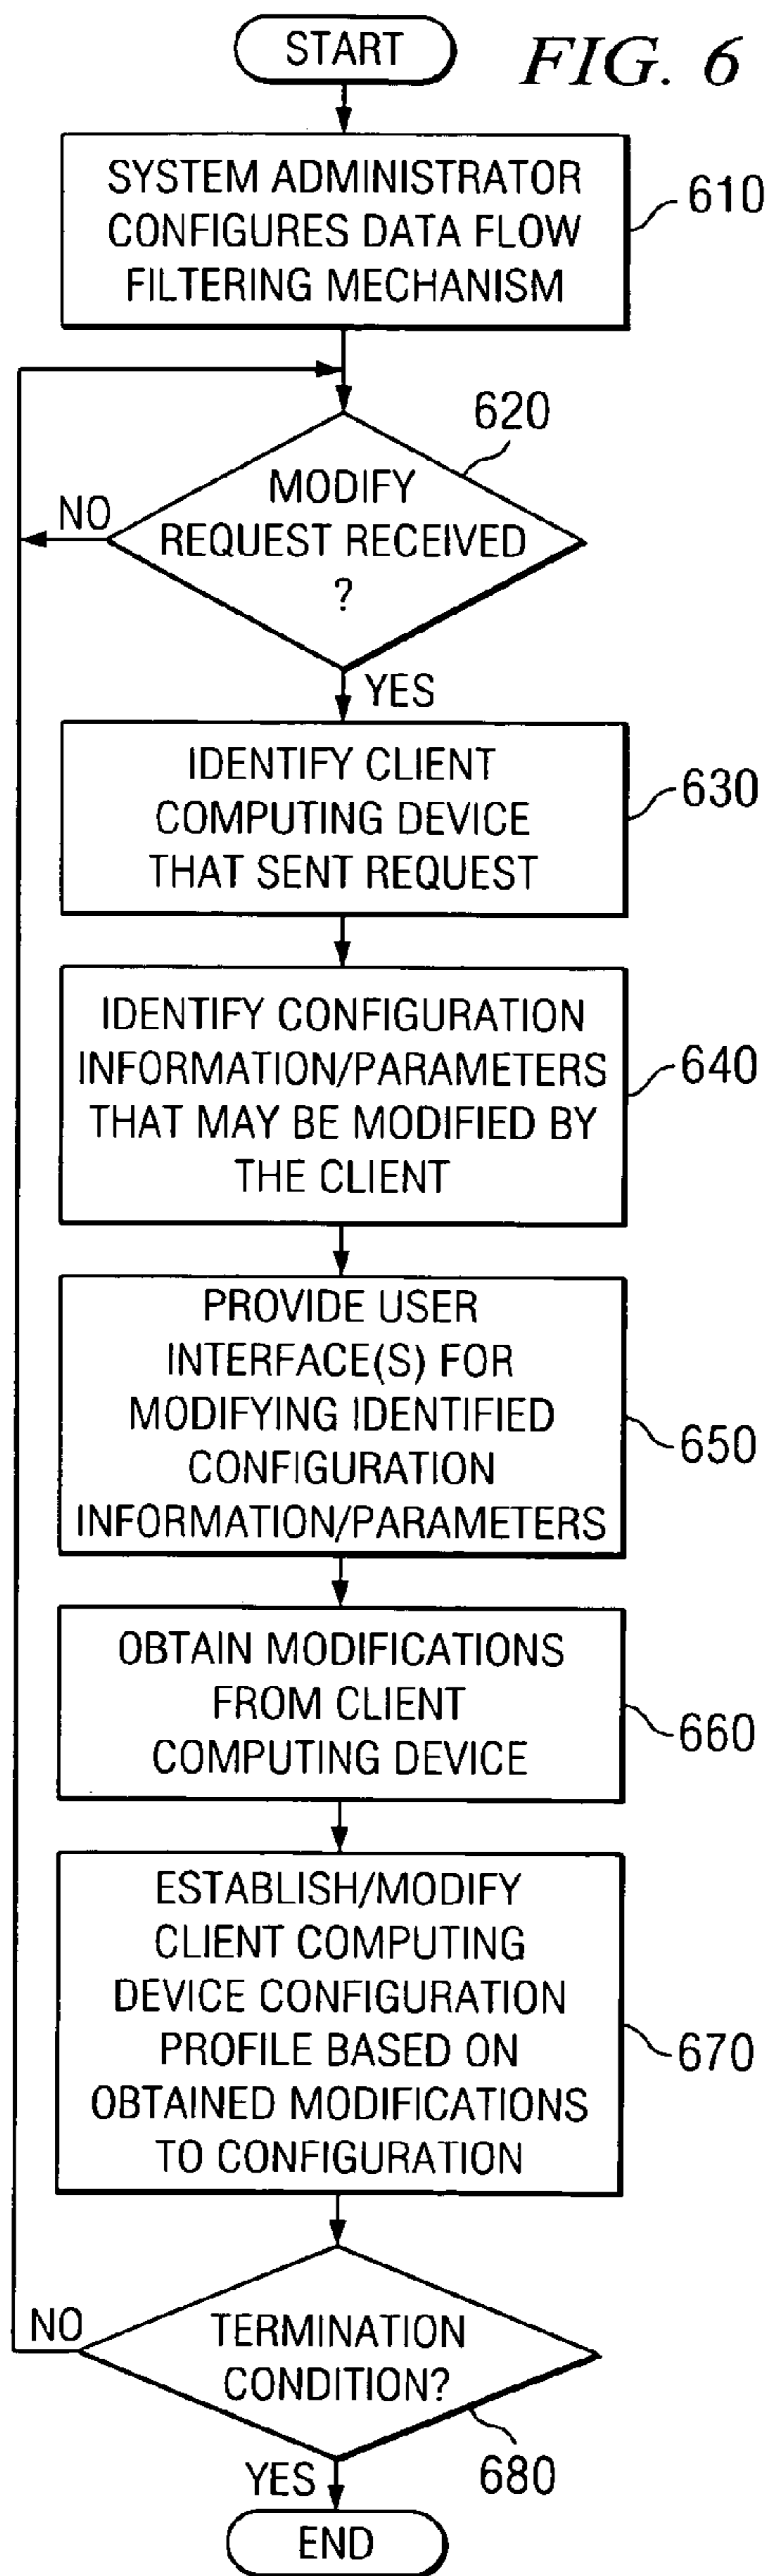 START
FIG. 6
SYSTEM ADMINISTRATOR
CONFIGURES DATA FLOW
FILTERING MECHANISM
610
620
MODIFY
REQUEST RECEIVED
?
NO
YES
IDENTIFY CLIENT
COMPUTING DEVICE
THAT SENT REQUEST
630
IDENTIFY CONFIGURATION
INFORMATION/PARAMETERS
THAT MAY BE MODIFIED BY
THE CLIENT
640
PROVIDE USER
INTERFACE(S) FOR
MODIFYING IDENTIFIED
CONFIGURATION
INFORMATION/PARAMETERS
650
OBTAIN MODIFICATIONS
FROM CLIENT
COMPUTING DEVICE
660
ESTABLISH/MODIFY
CLIENT COMPUTING
DEVICE CONFIGURATION
PROFILE BASED ON
OBTAINED MODIFICATIONS
TO CONFIGURATION
670
NO
TERMINATION
CONDITION?
680
YES
END